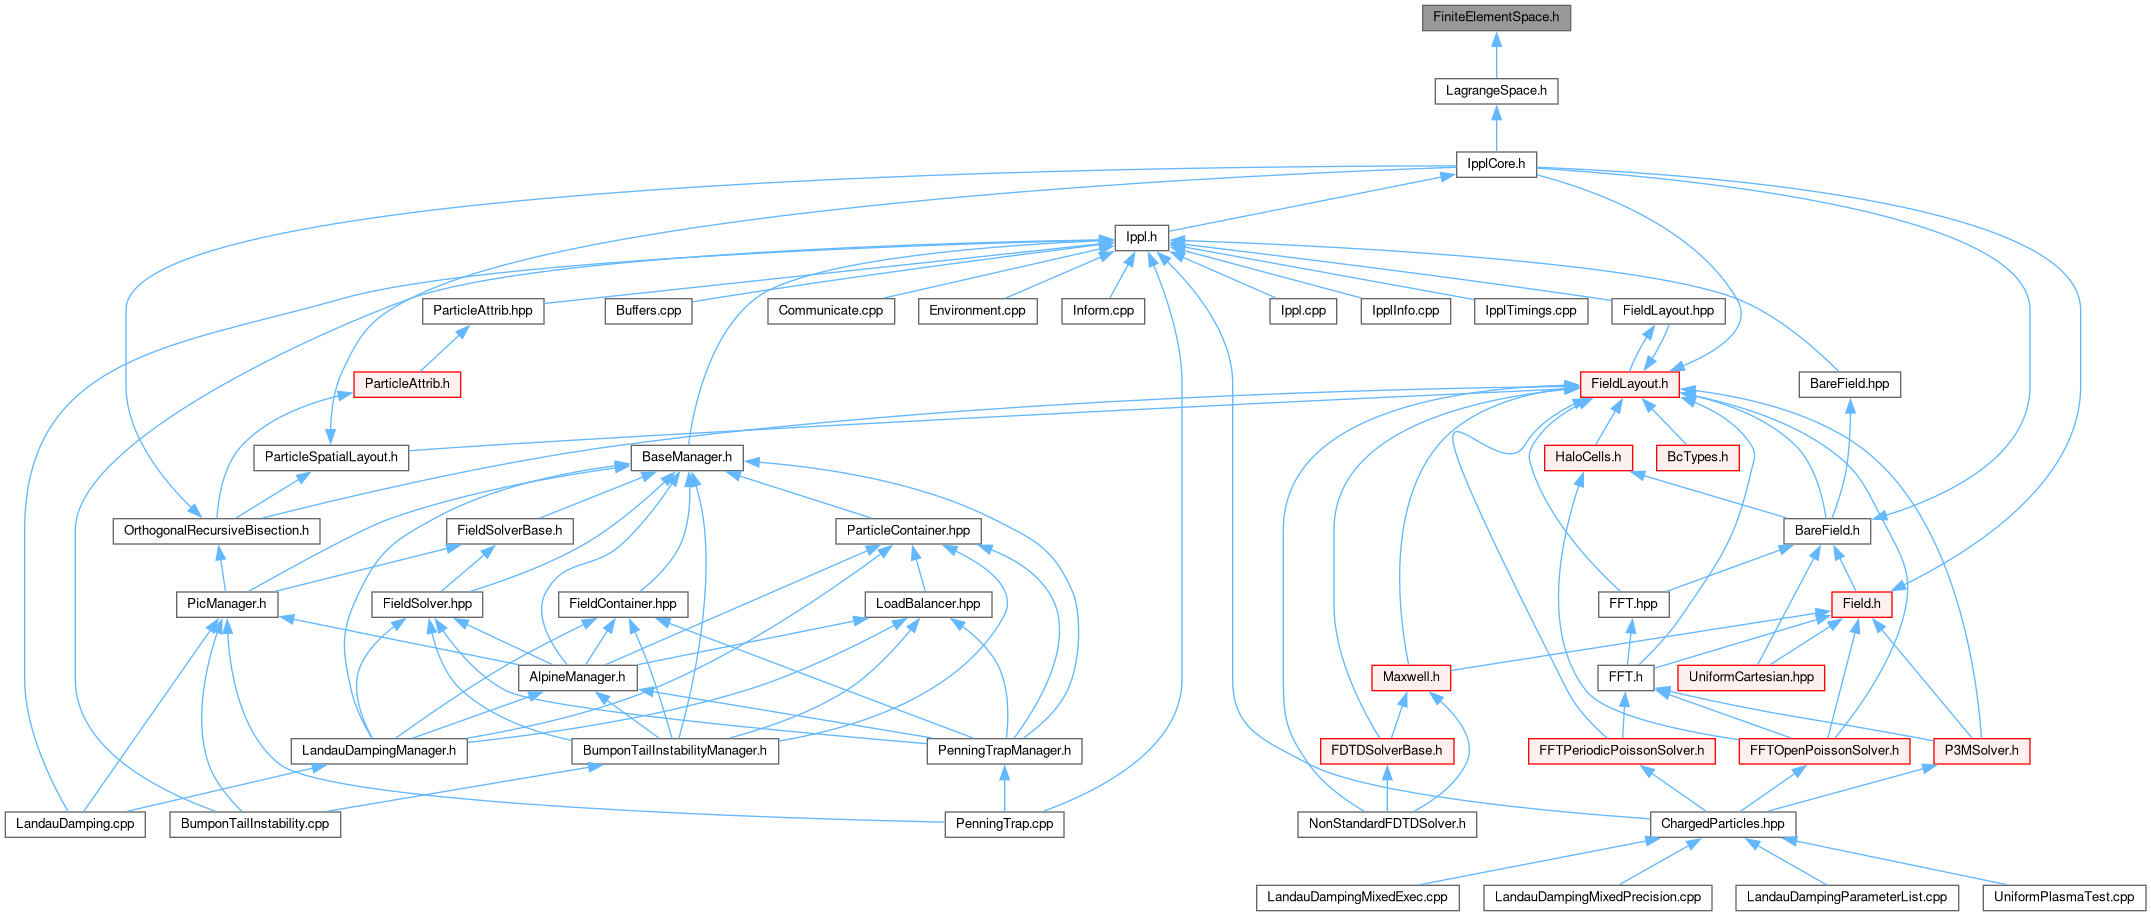 FiniteElementSpace.h
LagrangeSpace.h
IpplCore.h
Ippl.h
ParticleAttrib.hpp
Buffers.cpp
Communicate.cpp
Environment.cpp
Inform.cpp
Ippl.cpp
IpplInfo.cpp
IpplTimings.cpp
FieldLayout.hpp
ParticleAttrib.h
FieldLayout.h
BareField.hpp
ParticleSpatialLayout.h
BaseManager.h
HaloCells.h
BcTypes.h
OrthogonalRecursiveBisection.h
FieldSolverBase.h
ParticleContainer.hpp
BareField.h
PicManager.h
FieldSolver.hpp
FieldContainer.hpp
LoadBalancer.hpp
FFT.hpp
Field.h
AlpineManager.h
Maxwell.h
FFT.h
UniformCartesian.hpp
LandauDampingManager.h
BumponTailInstabilityManager.h
PenningTrapManager.h
FDTDSolverBase.h
FFTPeriodicPoissonSolver.h
FFTOpenPoissonSolver.h
P3MSolver.h
LandauDamping.cpp
BumponTailInstability.cpp
PenningTrap.cpp
NonStandardFDTDSolver.h
ChargedParticles.hpp
LandauDampingMixedExec.cpp
LandauDampingMixedPrecision.cpp
LandauDampingParameterList.cpp
UniformPlasmaTest.cpp